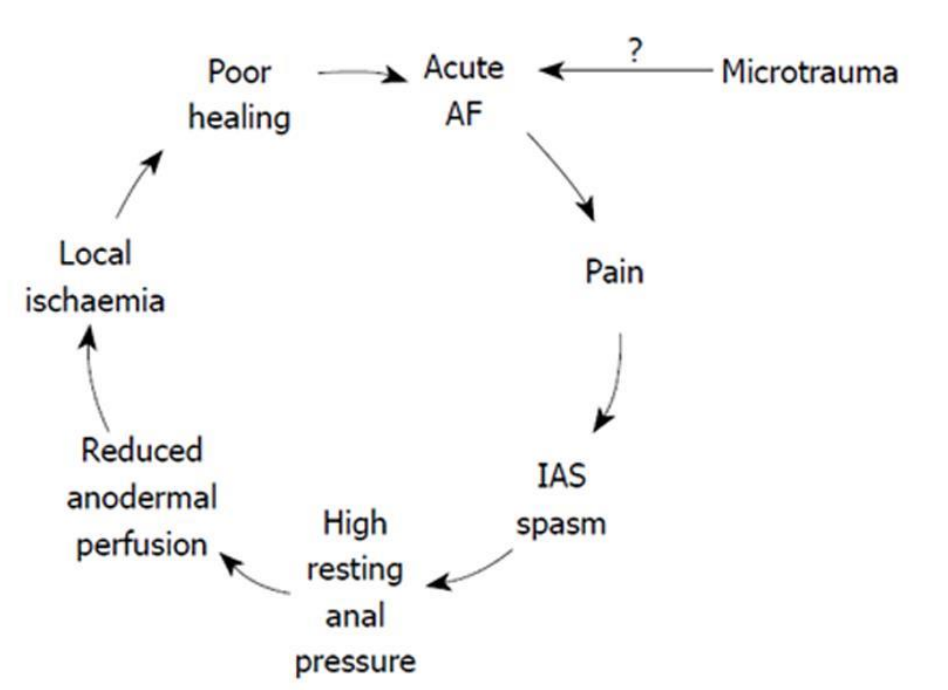 ?
Poor
healing
Acute
AF
Microtrauma
Pain
Local
ischaemia
IAS
spasm
Reduced
anodermal
perfusion
High
resting
anal
pressure